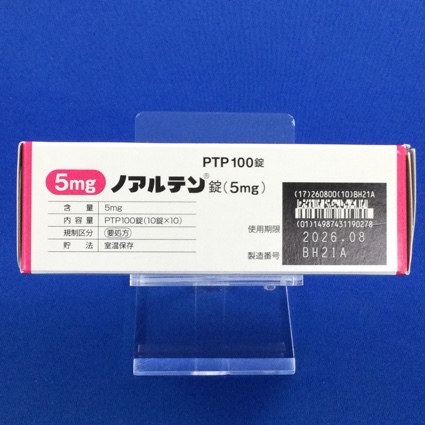 PTP100錠
5mg ノアルテン®錠(5mg)
含量 5mg
内容量 PTP100錠(10錠×10)
規制区分 要処方
貯法 室温保存
(17)260800(10)BH21A
(01)14987431190278
使用期限 2026.08
製造番号 BH21A